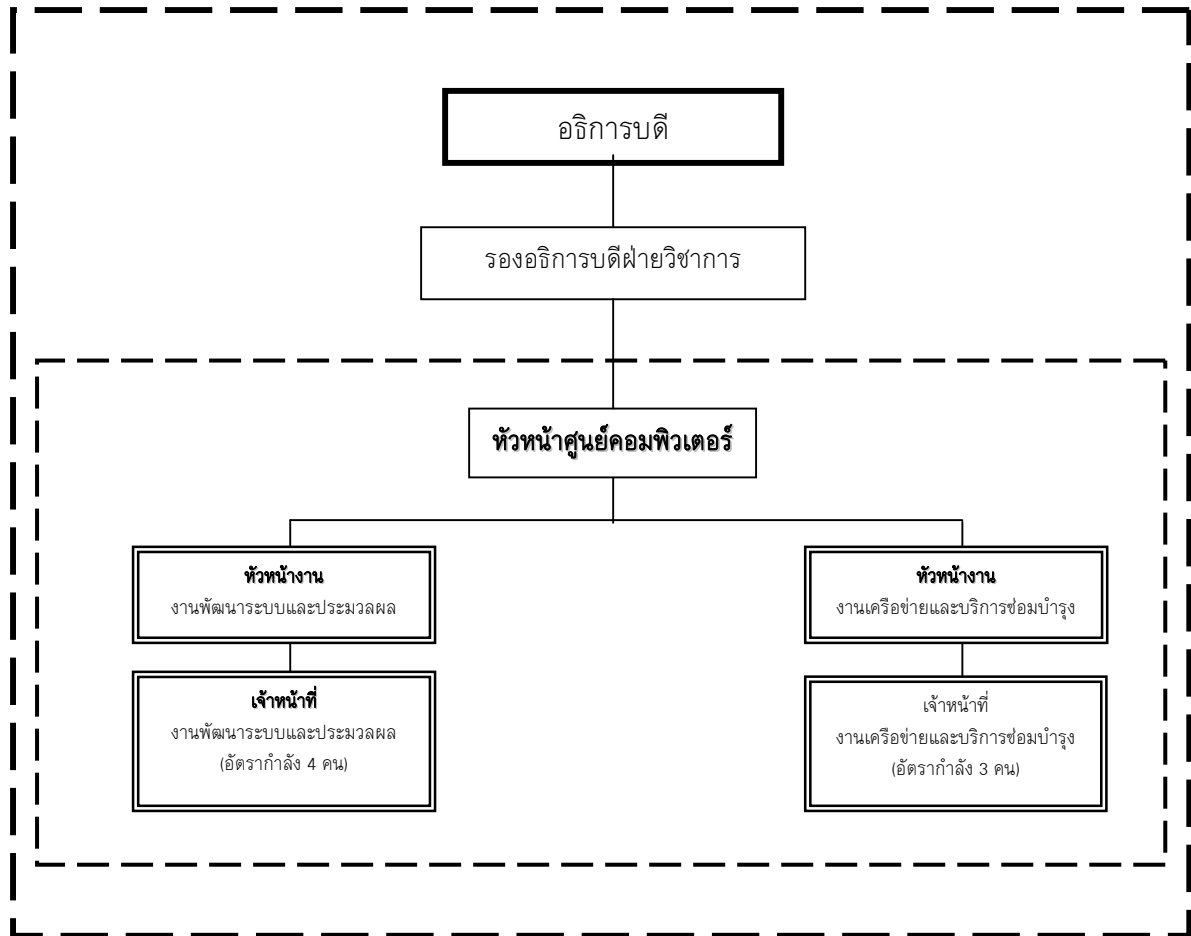 อธิการบดี
รองอธิการบดีฝ่ายวิชาการ
หัวหน้าศูนย์คอมพิวเตอร์
หัวหน้างาน
งานพัฒนาระบบและประมวลผล
เจ้าหน้าที่
งานพัฒนาระบบและประมวลผล
(อัตรากำลัง 4 คน)
หัวหน้างาน
งานเครือข่ายและบริการซ่อมบำรุง
เจ้าหน้าที่
งานเครือข่ายและบริการซ่อมบำรุง
(อัตรากำลัง 3 คน)